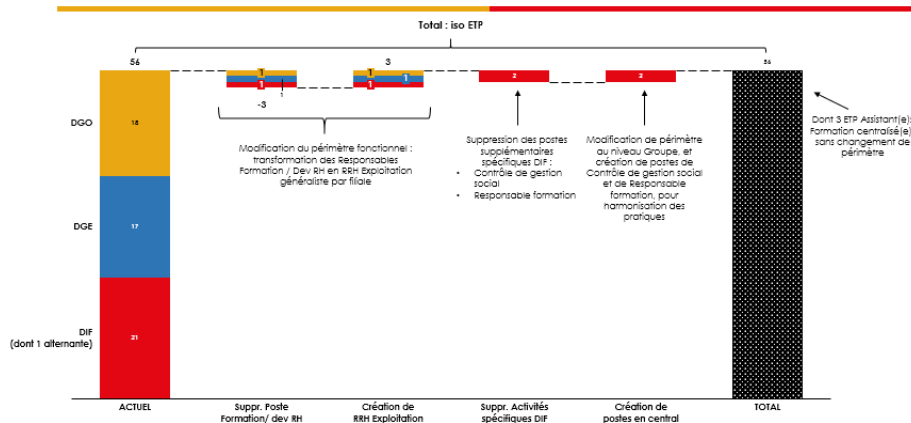 Total : iso ETP
56
3
56
1
1
2
2
1
1
1
1
-3
DGO
18
Dont 3 ETP Assistant(e)s
Formation centralisé(e)s
sans changement de
périmètre
Modification du périmètre fonctionnel :
transformation des Responsables
Formation / Dev RH en RRH Exploitation
généraliste par filiale
Suppression des postes
supplémentaires
spécifiques DIF :
• Contrôle de gestion
social
• Responsable formation
Modification de périmètre
au niveau Groupe, et
création de postes de
Contrôle de gestion social
et de Responsable
formation, pour
harmonisation des
pratiques
DGE
17
DIF
(dont 1 alternante)
21
ACTUEL
Suppr. Poste
Formation/ dev RH
Création de
RRH Exploitation
Suppr. Activités
spécifiques DIF
Création de
postes en central
TOTAL